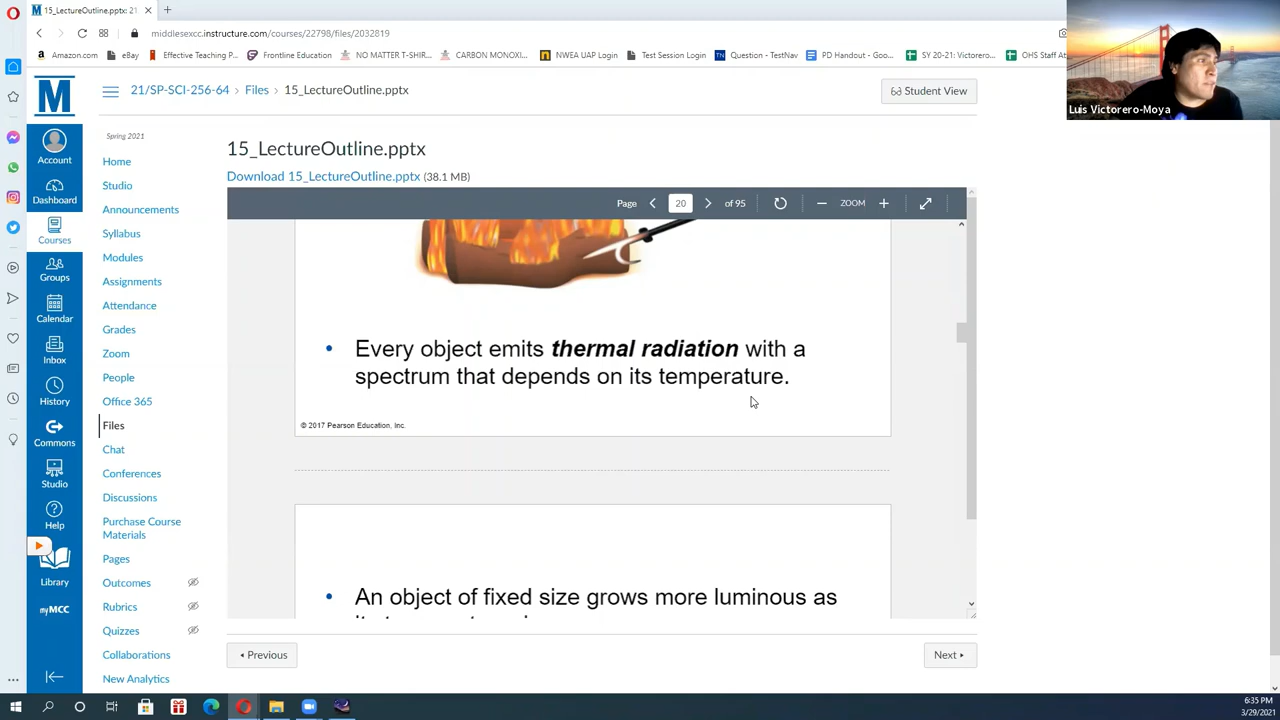 15_LectureOutline.pptx: 21
middlesexcc.instructure.com/courses/22798/files/2032819
Amazon.com
eBay
Effective Teaching P...
Frontline Education
NO MATTER T-SHIR...
CARBON MONOXI...
NWEA UAP Login
Test Session Login
TN
Question - TestNav
PD Handout - Goo...
SY 20-21: Victorero...
OHS Staff At
Luis Victorero-Moya
M
21/SP-SCI-256-64 > Files > 15_LectureOutline.pptx
Student View
Account
Dashboard
Courses
Groups
Calendar
Inbox
History
Commons
Studio
Help
Library
myMCC
Spring 2021
Home
Studio
Announcements
Syllabus
Modules
Assignments
Attendance
Grades
Zoom
People
Office 365
Files
Chat
Conferences
Discussions
Purchase Course
Materials
Pages
Outcomes
Rubrics
Quizzes
Collaborations
New Analytics
15_LectureOutline.pptx
Download 15_LectureOutline.pptx (38.1 MB)
Page 20 of 95 ZOOM
• Every object emits thermal radiation with a
spectrum that depends on its temperature.
© 2017 Pearson Education, Inc.
• An object of fixed size grows more luminous as
Previous
Next
6:35 PM
3/29/2021